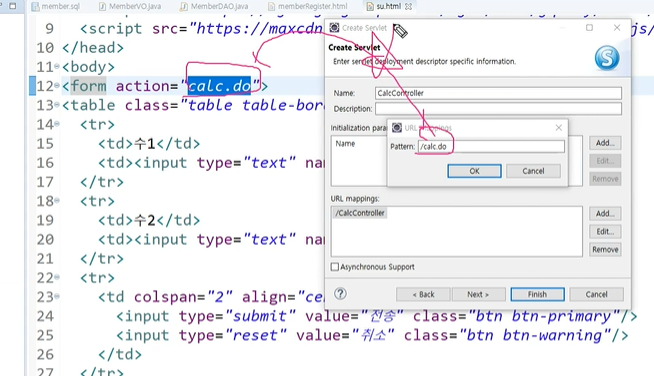 member.sql MemberVO.java MemberDAO.java memberRegister.html su.html
9 <script src="https://maxcdn
10 </head>
11 <body>
12 <form action="calc.do">
13 <table class="table table-bor
14 <tr>
15 <td>수1</td>
16 <td><input type="text" na
17 </tr>
18 <tr>
19 <td>수2</td>
20 <td><input type="text" na
21 </tr>
22 <tr>
23 <td colspan="2" align="ce
24 <input type="submit" value="전송" class="btn btn-primary"/>
25 <input type="reset" value="취소" class="btn btn-warning"/>
26 </td>
27 </tr>
js/
Create Servlet
Create Servlet
Enter servlet deployment descriptor specific information.
S
Name: CalcController
Description:
Initialization para
Name
Add...
Edit...
Remove
URL Mappings
Pattern: /calc.do
OK Cancel
URL mappings:
/CalcController
Add...
Edit...
Remove
Asynchronous Support
? < Back Next > Finish Cancel